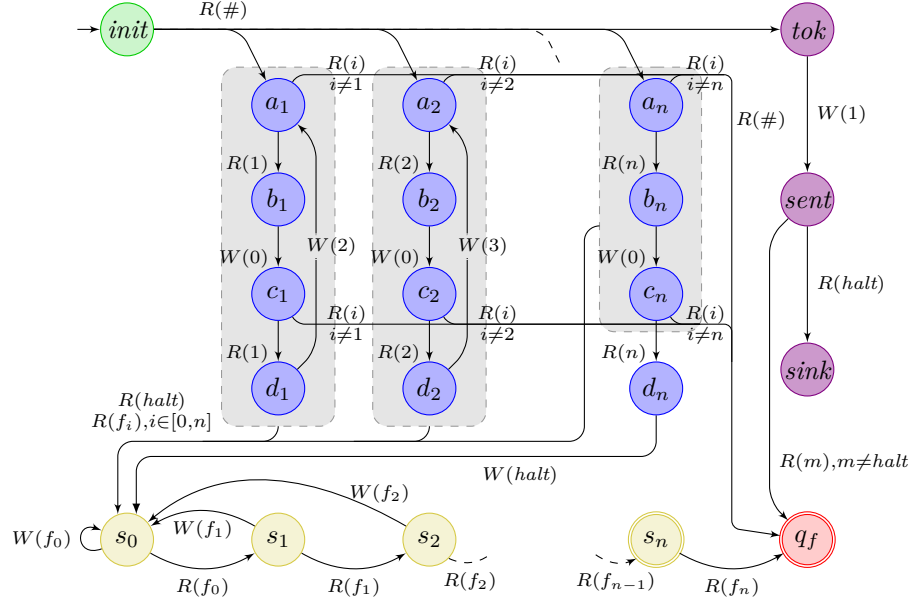 R(#)
init
tok
R(i)
i≠1
R(i)
i≠2
R(i)
i≠n
a₁
a₂
aₙ
R(#)
W(1)
R(1)
R(2)
R(n)
b₁
b₂
bₙ
sent
W(0)
W(2)
W(0)
W(3)
W(0)
c₁
c₂
cₙ
R(halt)
R(i)
i≠1
R(i)
i≠2
R(i)
i≠n
R(1)
R(2)
R(n)
d₁
d₂
dₙ
sink
R(halt)
R(fᵢ),i∈[0,n]
W(halt)
R(m),m≠halt
W(f₂)
W(f₁)
W(f₀)
s₀
s₁
s₂
sₙ
q_f
R(f₀)
R(f₁)
R(f₂)
R(fₙ₋₁)
R(fₙ)